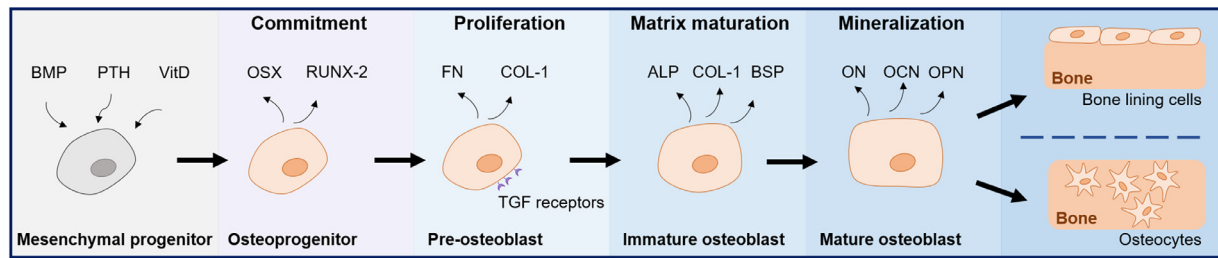 Commitment
Proliferation
Matrix maturation
Mineralization
BMP PTH VitD
OSX RUNX-2
FN COL-1
ALP COL-1 BSP
ON OCN OPN
Bone
Bone lining cells
TGF receptors
Bone
Osteocytes
Mesenchymal progenitor
Osteoprogenitor
Pre-osteoblast
Immature osteoblast
Mature osteoblast